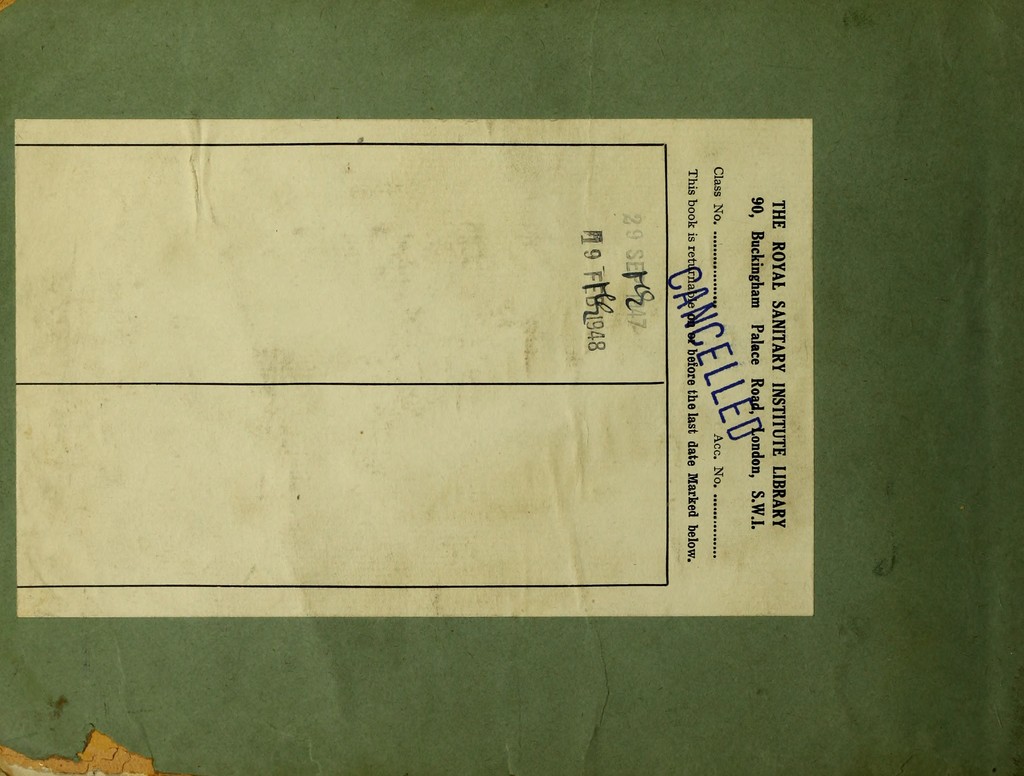 THE ROYAL SANITARY INSTITUTE LIBRARY
90, Buckingham Palace Road, London, S.W.1.
CANCELLED
Class No. .................... Acc. No. ...............
This book is returnable on or before the last date Marked below.
29 SEP 1947
19 FEB 1948